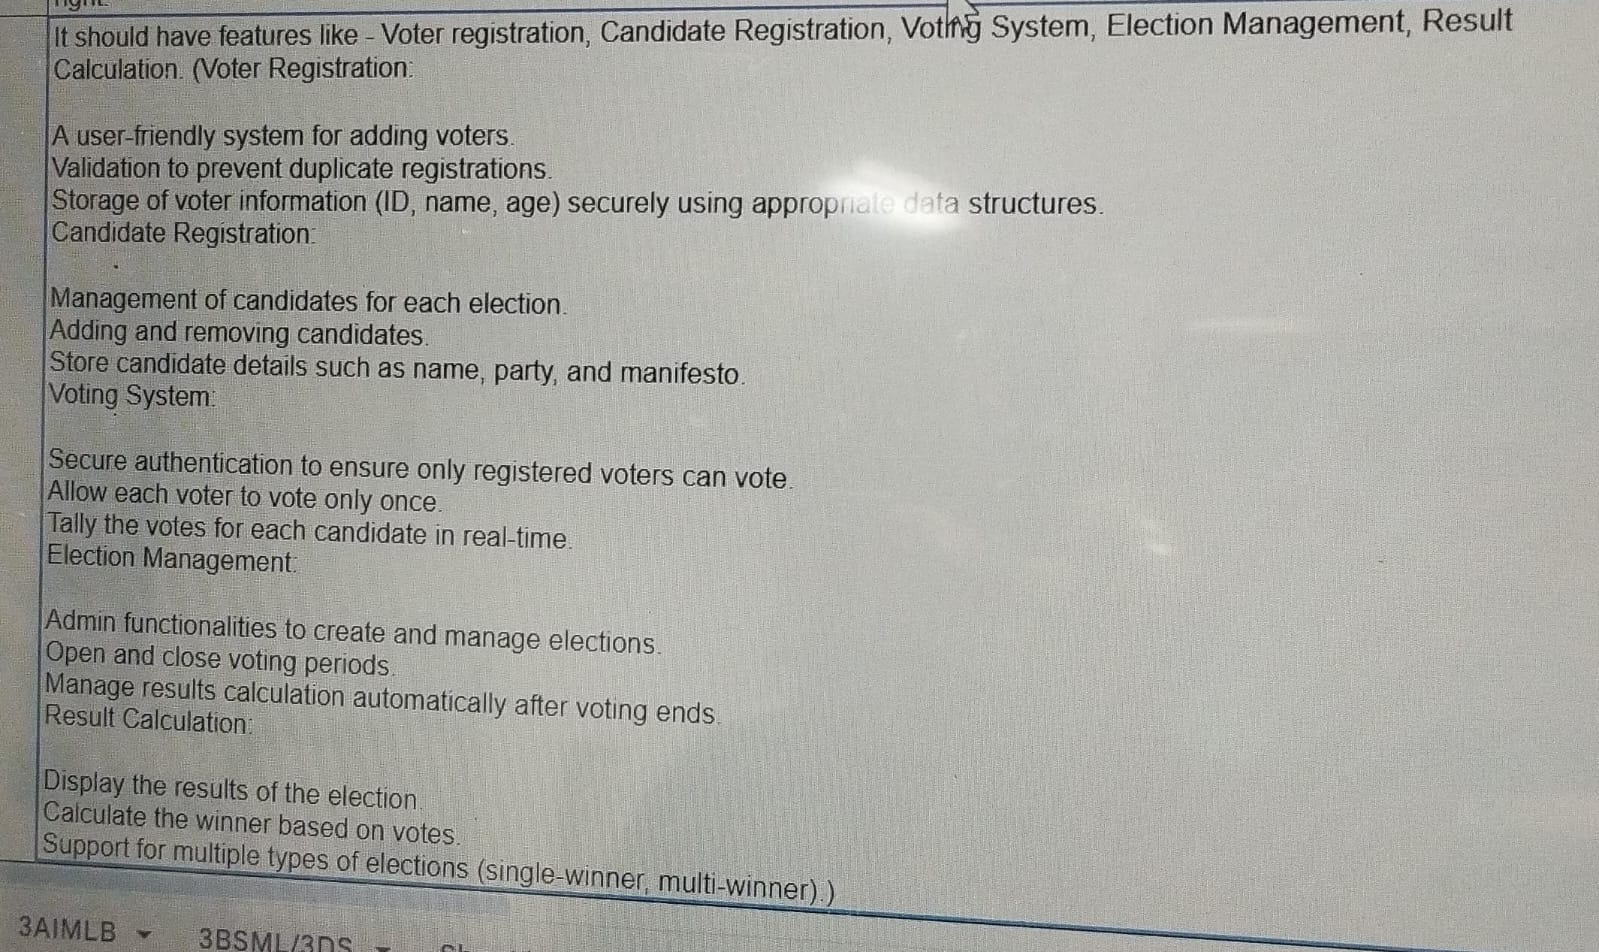 It should have features like - Voter registration, Candidate Registration, Voting System, Election Management, Result
Calculation. (Voter Registration:
A user-friendly system for adding voters.
Validation to prevent duplicate registrations.
Storage of voter information (ID, name, age) securely using appropriate data structures.
Candidate Registration:
Management of candidates for each election.
Adding and removing candidates.
Store candidate details such as name, party, and manifesto.
Voting System:
Secure authentication to ensure only registered voters can vote.
Allow each voter to vote only once.
Tally the votes for each candidate in real-time.
Election Management:
Admin functionalities to create and manage elections.
Open and close voting periods.
Manage results calculation automatically after voting ends.
Result Calculation:
Display the results of the election.
Calculate the winner based on votes.
Support for multiple types of elections (single-winner, multi-winner).)
3AIMLB
3BSML/3DS